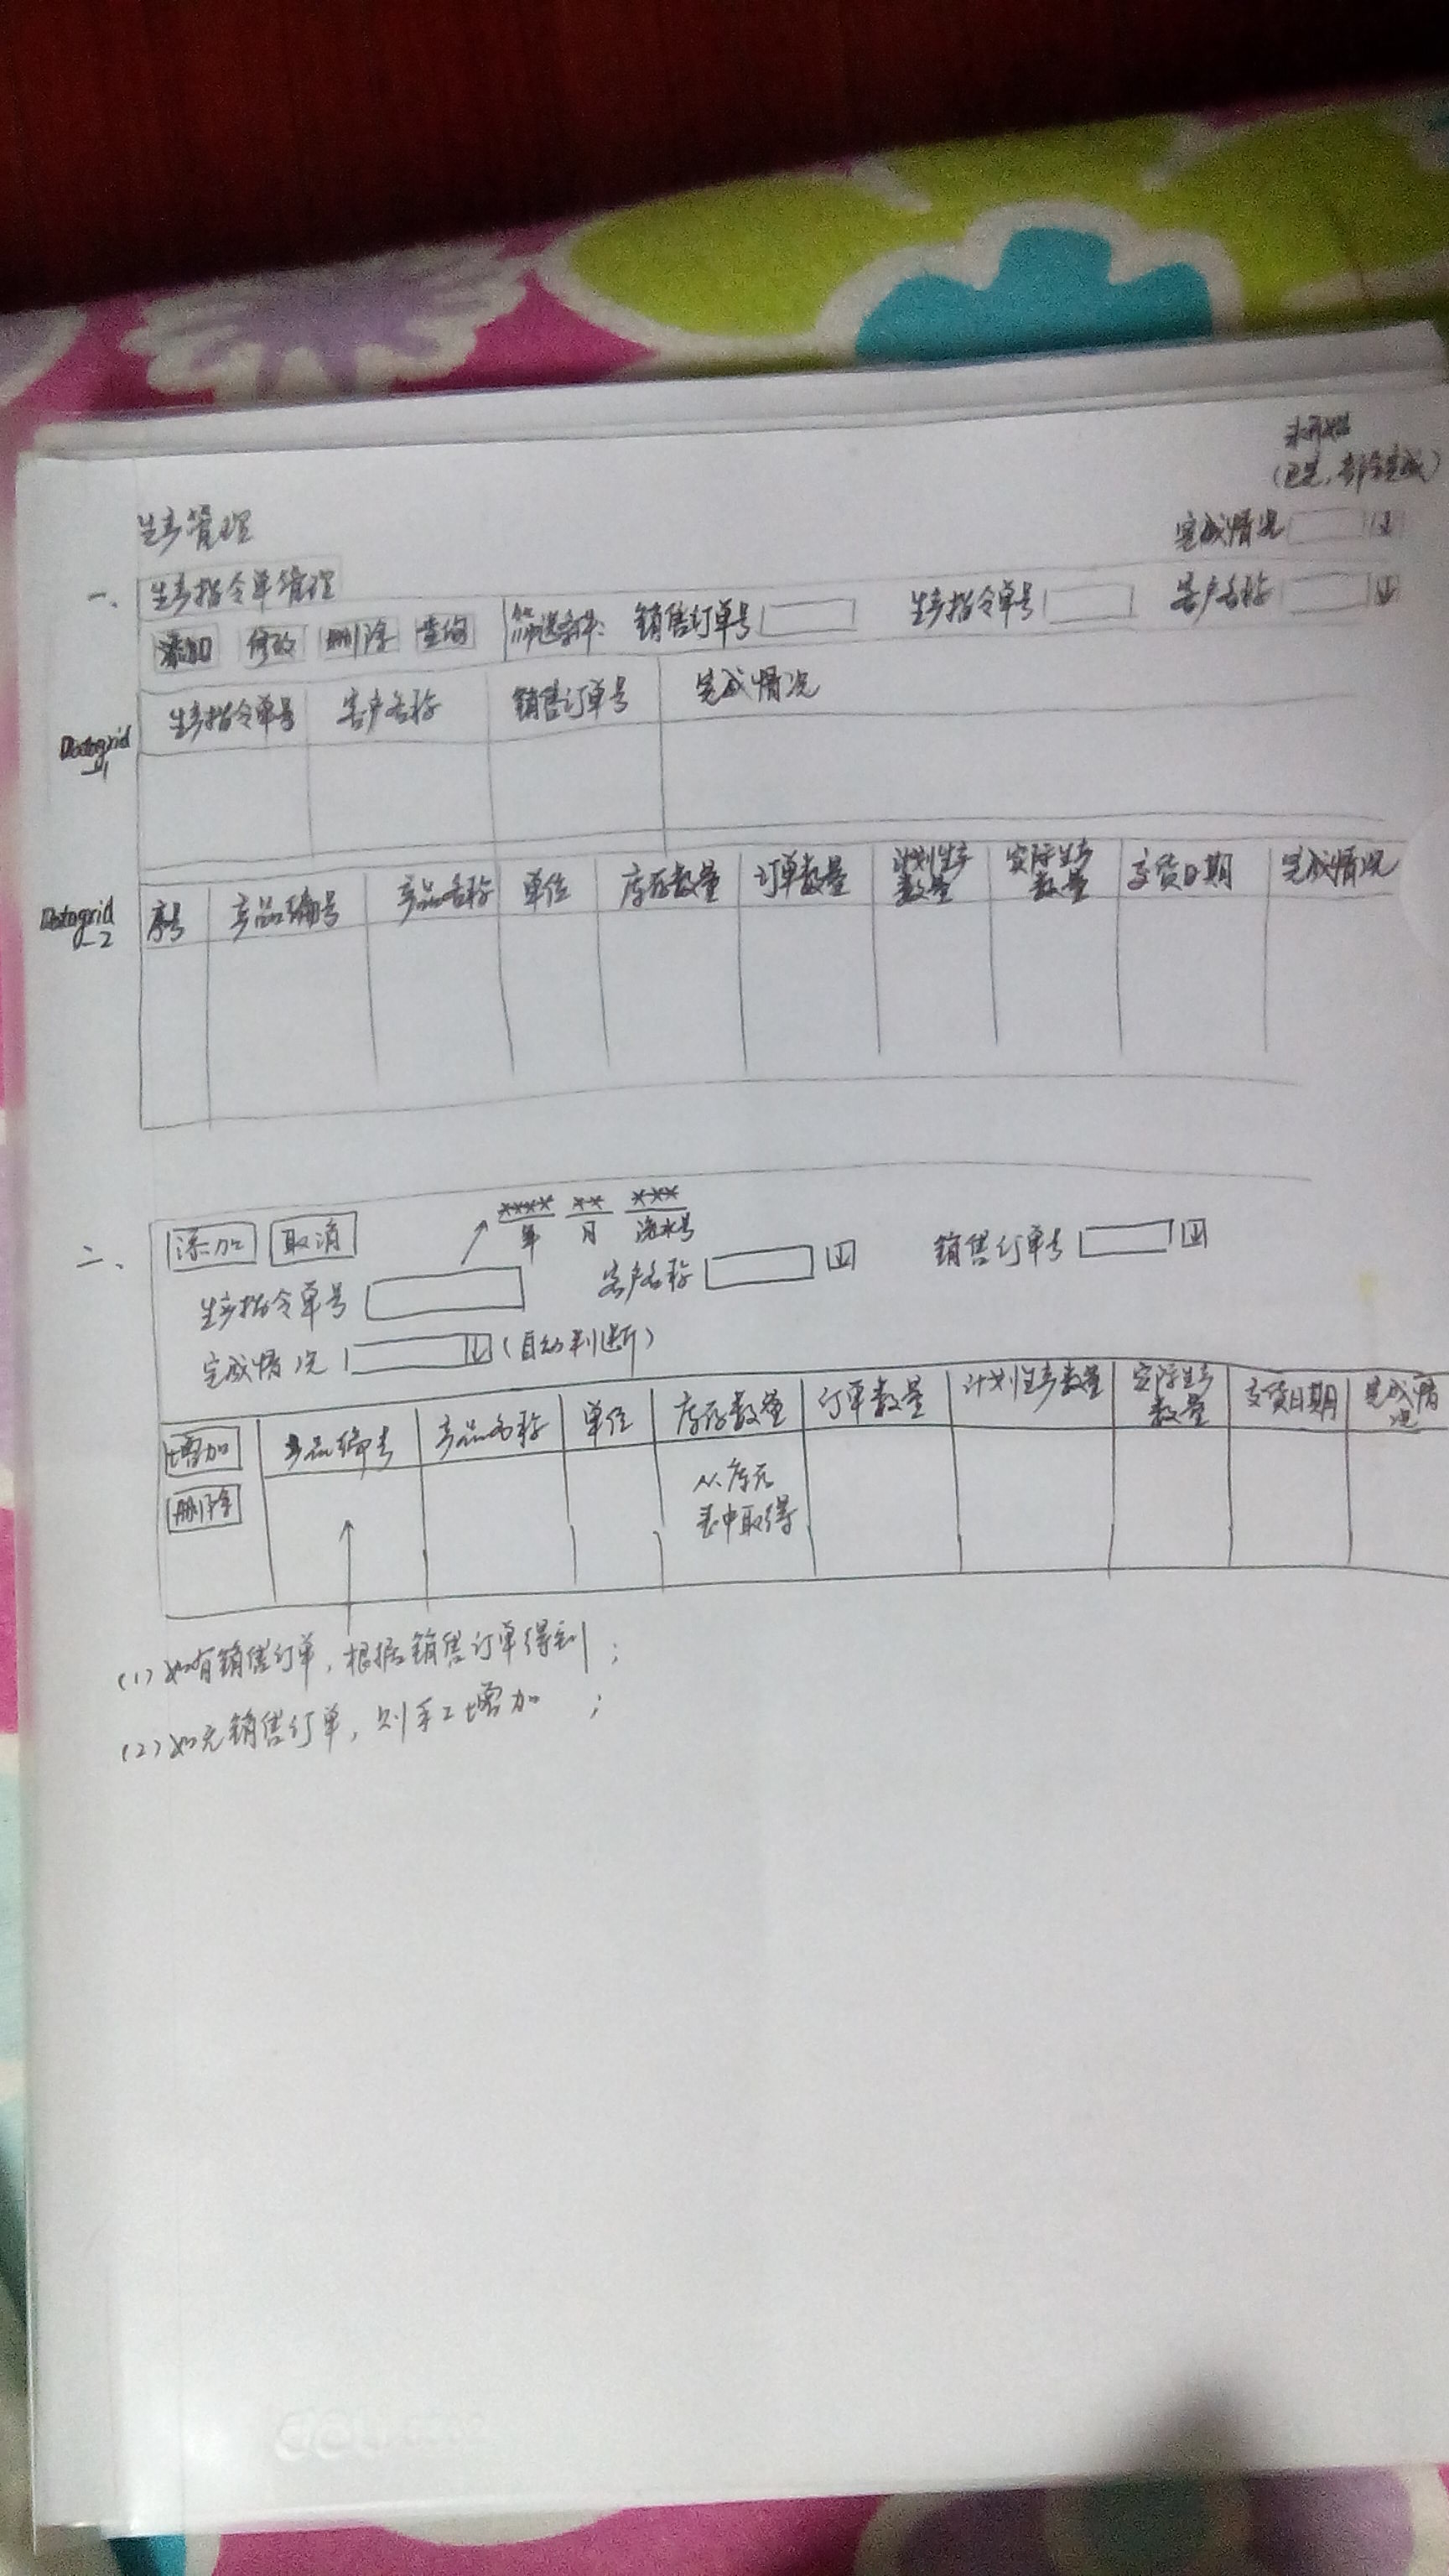 未开始
(已完,部分完成)
生产管理
完成情况
一、生产指令单管理
添加 修改 删除 查询 筛选条件: 销售订单号 生产指令单号 客户名称
Datagrid_1 生产指令单号 客户名称 销售订单号 完成情况
Datagrid_2 序号 产品编号 产品名称 单位 库存数量 订单数量 计划生产数量 实际生产数量 交货日期 完成情况
**** ** ***
年 月 流水号
二、添加 取消
生产指令单号 客户名称 销售订单号
完成情况 (自动判断)
增加 产品编号 产品名称 单位 库存数量 订单数量 计划生产数量 实际生产数量 交货日期 完成情况
删除 从库存
表中取得
(1)如有销售订单,根据销售订单得到;
(2)如无销售订单,则手工增加;
deli